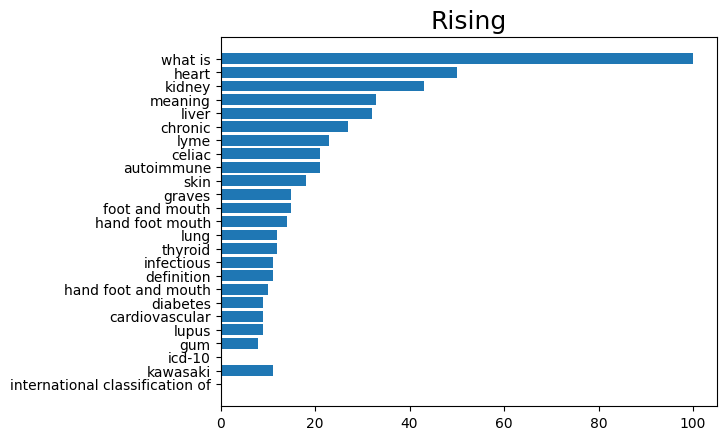 Rising
what is
heart
kidney
meaning
liver
chronic
lyme
celiac
autoimmune
skin
graves
foot and mouth
hand foot mouth
lung
thyroid
infectious
definition
hand foot and mouth
diabetes
cardiovascular
lupus
gum
icd-10
kawasaki
international classification of
0 20 40 60 80 100